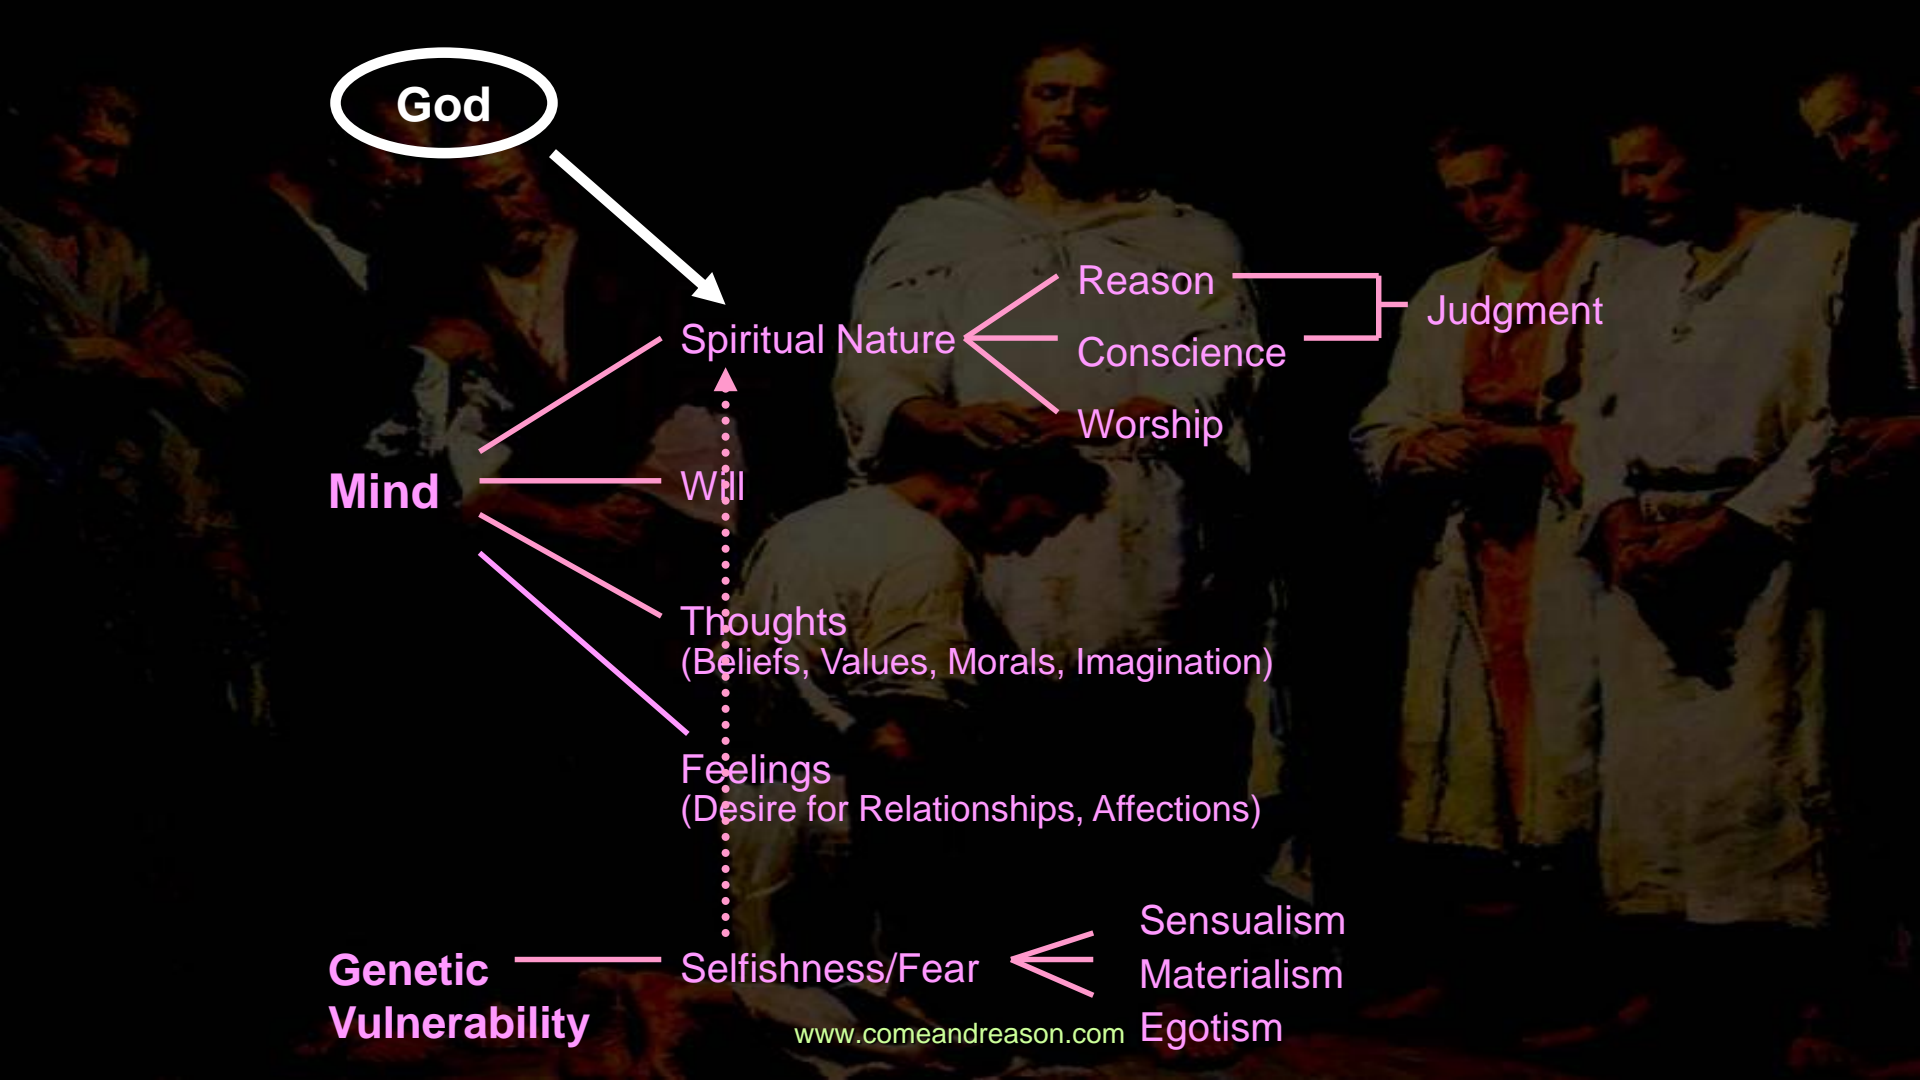 God
Reason
Judgment
Spiritual Nature
Conscience
Worship
Mind
Will
Thoughts
(Beliefs, Values, Morals, Imagination)
Feelings
(Desire for Relationships, Affections)
Sensualism
Genetic
Selfishness/Fear
Materialism
Vulnerability
www.comeandreason.com
Egotism